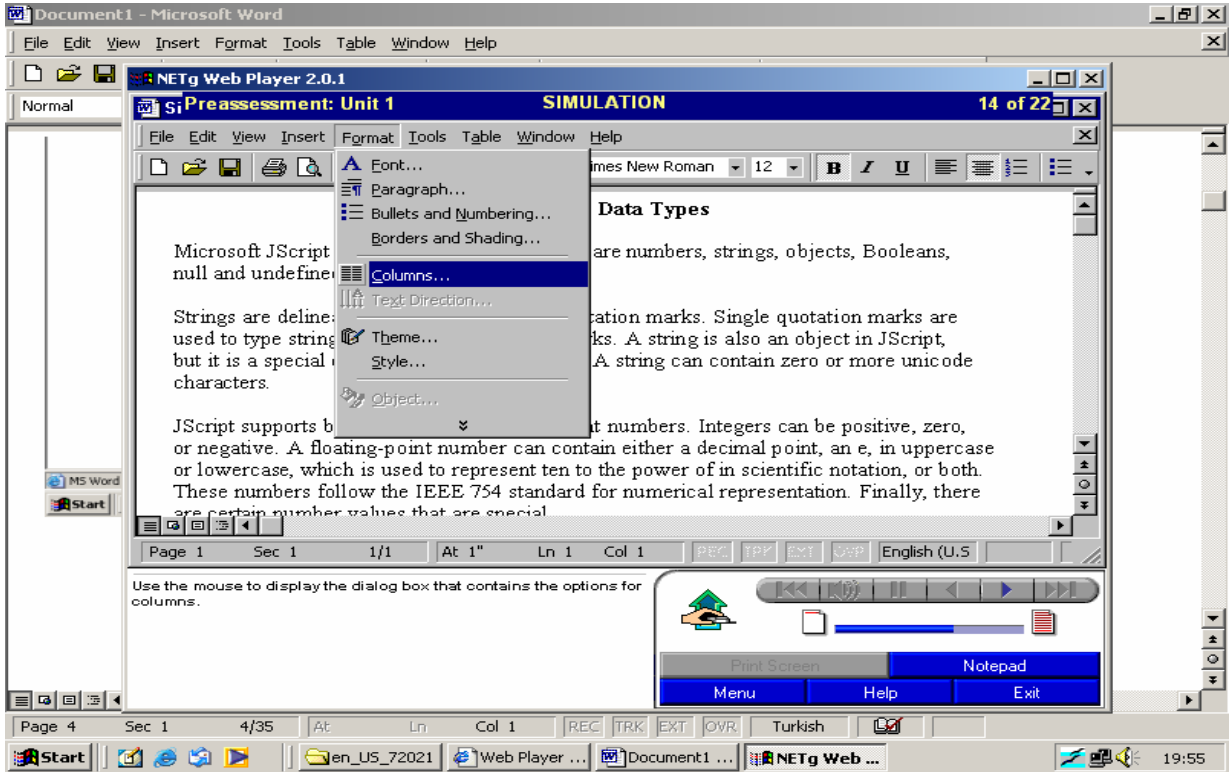 Document1 - Microsoft Word
File Edit View Insert Format Tools Table Window Help
NETg Web Player 2.0.1
Normal
Si Preassessment: Unit 1 SIMULATION 14 of 22
File Edit View Insert Format Tools Table Window Help
imes New Roman 12 B I U
Font...
Paragraph...
Bullets and Numbering...
Borders and Shading...
Columns...
Text Direction...
Theme...
Style...
Object...
Data Types
Microsoft JScript are numbers, strings, objects, Booleans,
null and undefine
Strings are deline tation marks. Single quotation marks are
used to type string ks. A string is also an object in JScript,
but it is a special A string can contain zero or more unicode
characters.
JScript supports b t numbers. Integers can be positive, zero,
or negative. A floating-point number can contain either a decimal point, an e, in uppercase
or lowercase, which is used to represent ten to the power of in scientific notation, or both.
These numbers follow the IEEE 754 standard for numerical representation. Finally, there
are certain number values that are special
MS Word
Start
Page 1 Sec 1 1/1 At 1" Ln 1 Col 1 REC TRK EXT OVR English (U.S
Use the mouse to display the dialog box that contains the options for
columns.
Print Screen Notepad
Menu Help Exit
Page 4 Sec 1 4/35 At Ln Col 1 REC TRK EXT OVR Turkish
Start en_US_72021 Web Player ... Document1 ... NETg Web ... 19:55